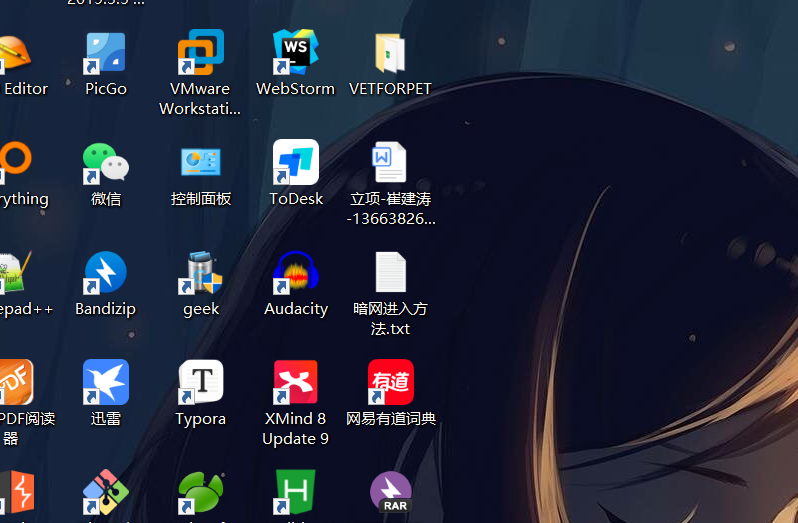 2019.3.3 ...
Editor
PicGo
VMware
Workstati...
WS
WebStorm
VETFORPET
rything
微信
控制面板
ToDesk
W
立项-崔建涛
-13663826...
epad++
Bandizip
geek
Audacity
暗网进入方
法.txt
PDF
PDF阅读
器
迅雷
T
Typora
XMind 8
Update 9
有道
网易有道词典
H
RAR